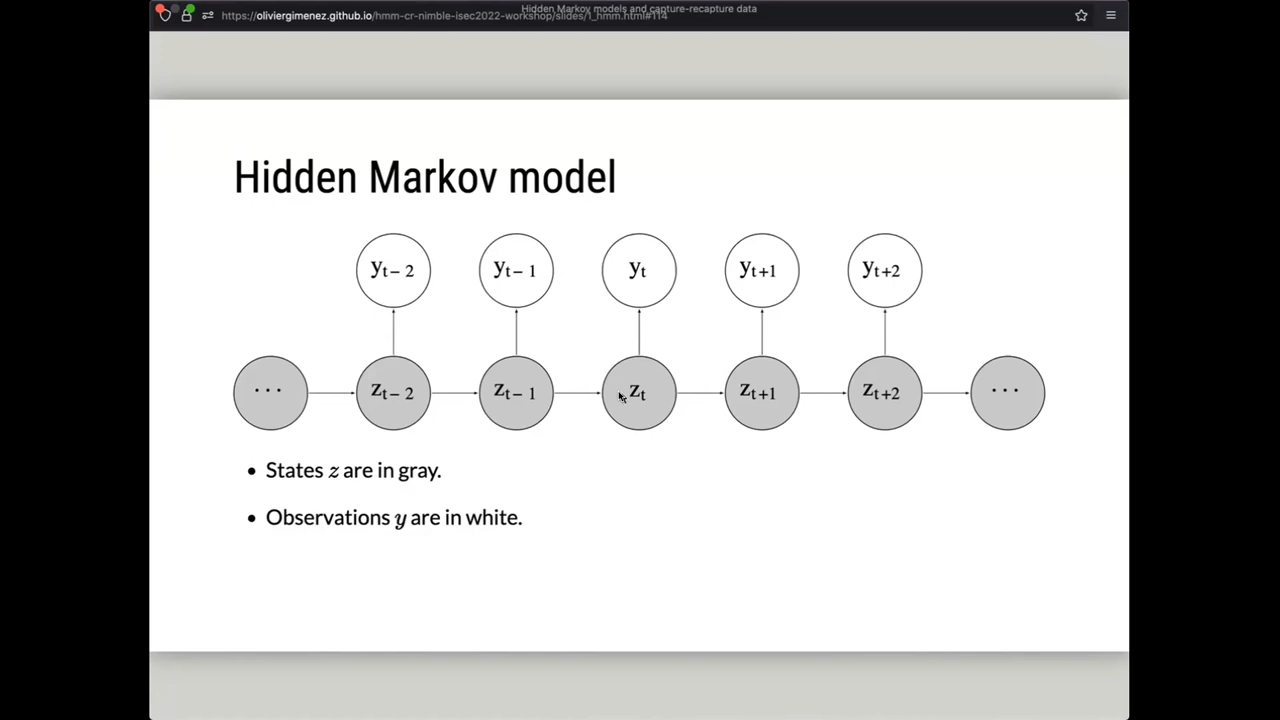 Hidden Markov models and capture-recapture data
https://oliviergimenez.github.io/hmm-cr-nimble-isec2022-workshop/slides/1_hmm.html#114
Hidden Markov model
yt− 2 yt− 1 yt yt+1 yt+2
... zt− 2 zt− 1 zt zt+1 zt+2 ...
• States z are in gray.
• Observations y are in white.